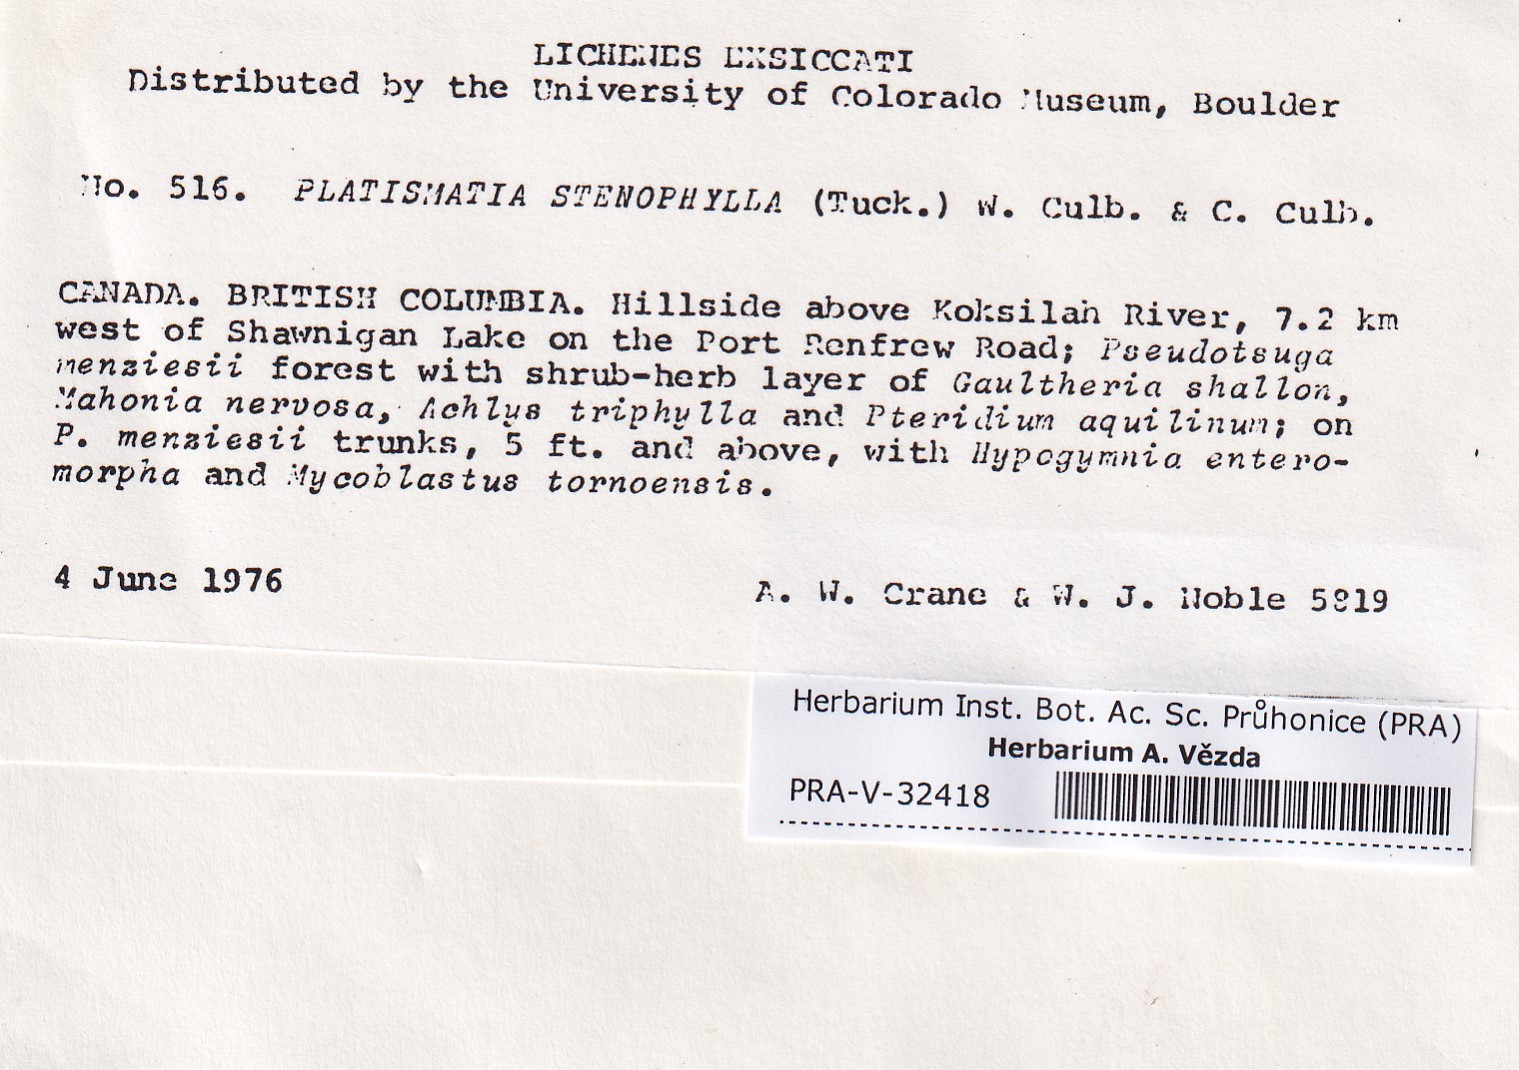 LICHENES EXSICCATI
Distributed by the University of Colorado Museum, Boulder
No. 516. PLATISMATIA STENOPHYLLA (Tuck.) W. Culb. & C. Culb.
CANADA. BRITISH COLUMBIA. Hillside above Koksilah River, 7.2 km
west of Shawnigan Lake on the Port Renfrew Road; Pseudotsuga
menziesii forest with shrub-herb layer of Gaultheria shallon,
Mahonia nervosa, Achlys triphylla and Pteridium aquilinum; on
P. menziesii trunks, 5 ft. and above, with Hypogymnia entero-
morpha and Mycoblastus tornoensis.
4 June 1976
A. W. Crane & W. J. Noble 5819
Herbarium Inst. Bot. Ac. Sc. Průhonice (PRA)
Herbarium A. Vězda
PRA-V-32418